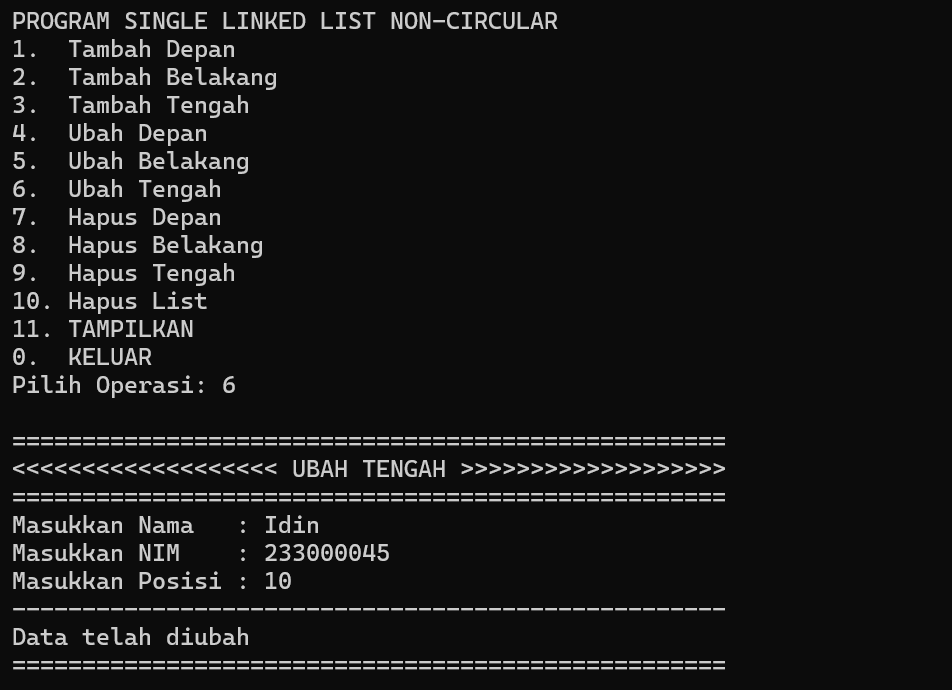 PROGRAM SINGLE LINKED LIST NON-CIRCULAR
1.  Tambah Depan
2.  Tambah Belakang
3.  Tambah Tengah
4.  Ubah Depan
5.  Ubah Belakang
6.  Ubah Tengah
7.  Hapus Depan
8.  Hapus Belakang
9.  Hapus Tengah
10. Hapus List
11. TAMPILKAN
0.  KELUAR
Pilih Operasi: 6

===================================================
<<<<<<<<<<<<<<<<<<< UBAH TENGAH >>>>>>>>>>>>>>>>>>>
===================================================
Masukkan Nama   : Idin
Masukkan NIM    : 233000045
Masukkan Posisi : 10
---------------------------------------------------
Data telah diubah
===================================================